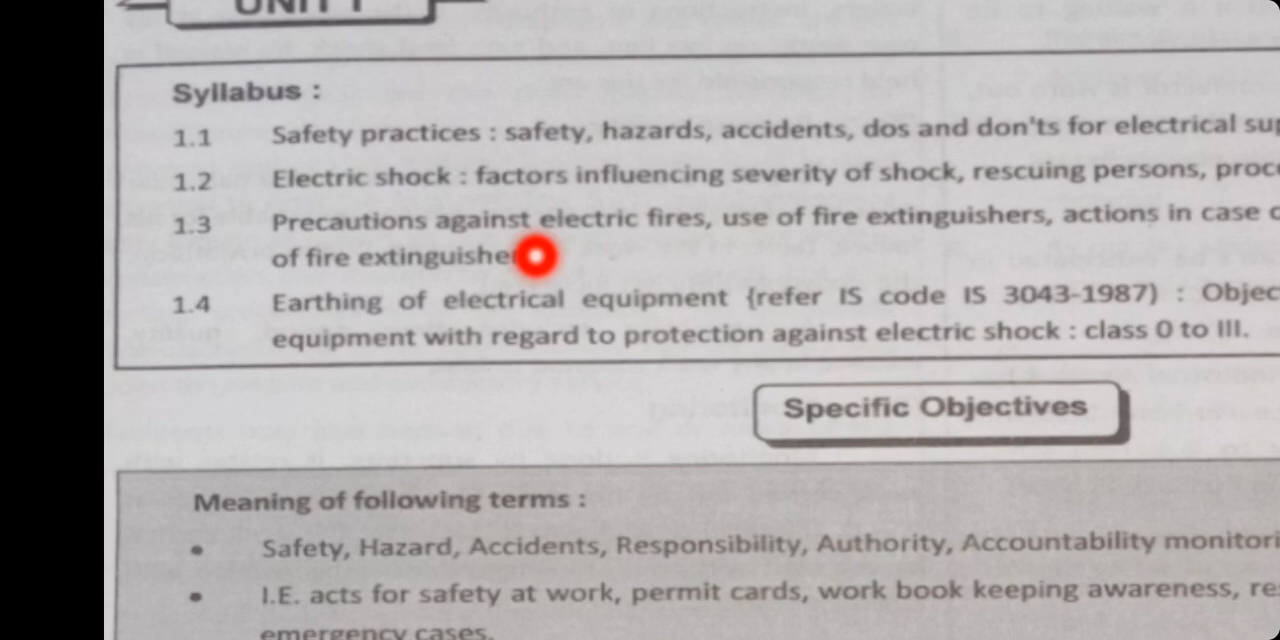 UNIT 1
Syllabus :
1.1 Safety practices : safety, hazards, accidents, dos and don'ts for electrical
1.2 Electric shock : factors influencing severity of shock, rescuing persons,
1.3 Precautions against electric fires, use of fire extinguishers, actions in case
of fire
1.4 Earthing of electrical equipment {refer IS code IS 3043-1987) :
equipment with regard to protection against electric shock : class 0 to III.
Specific Objectives
Meaning of following terms :
• Safety, Hazard, Accidents, Responsibility, Authority, Accountability
• I.E. acts for safety at work, permit cards, work book keeping awareness,
emergency cases.